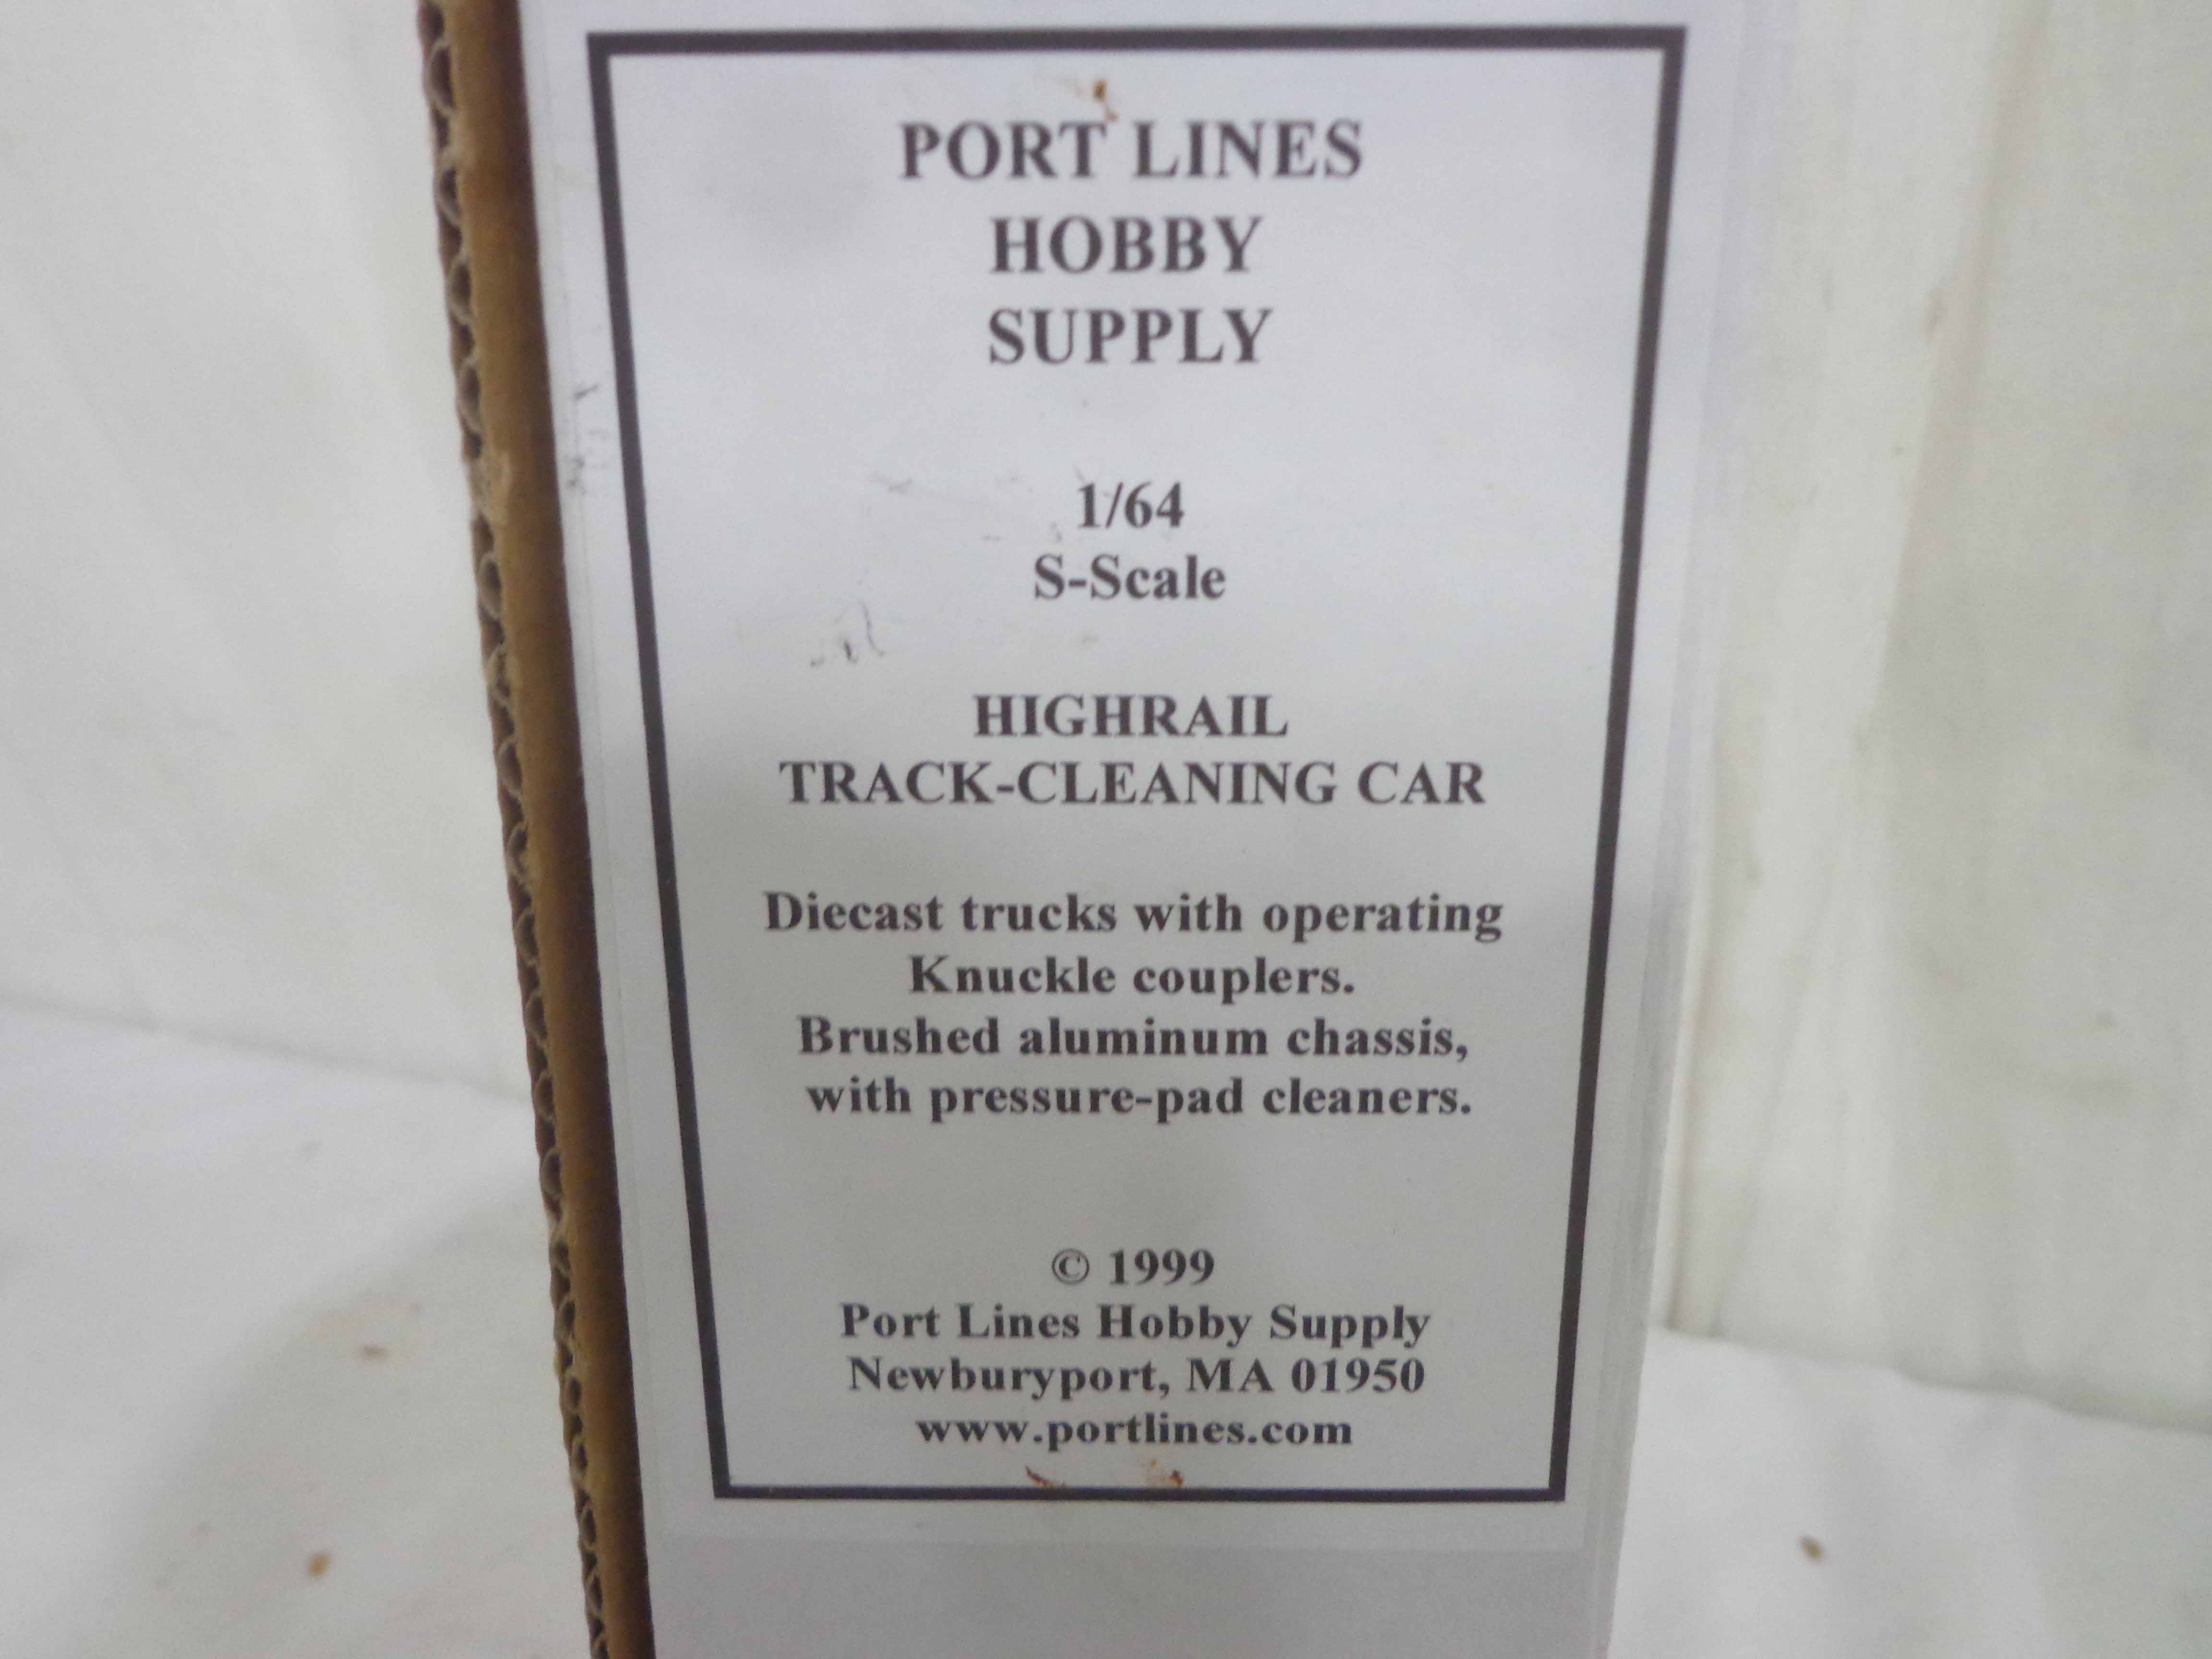 PORT LINES
HOBBY
SUPPLY
1/64
S-Scale
HIGHRAIL
TRACK-CLEANING CAR
Diecast trucks with operating
Knuckle couplers.
Brushed aluminum chassis,
with pressure-pad cleaners.
© 1999
Port Lines Hobby Supply
Newburyport, MA 01950
www.portlines.com